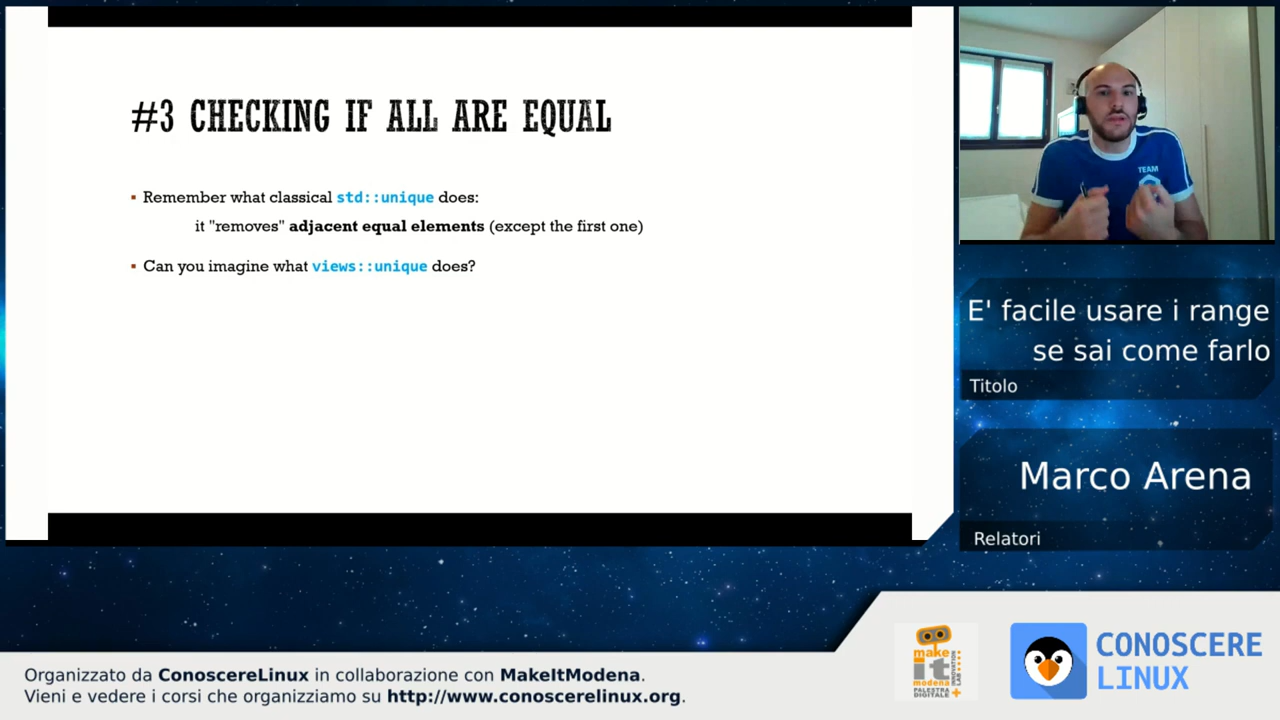 #3 CHECKING IF ALL ARE EQUAL
▪ Remember what classical std::unique does:
it "removes" adjacent equal elements (except the first one)
▪ Can you imagine what views::unique does?
TEAM
E' facile usare i range
se sai come farlo
Titolo
Marco Arena
Relatori
make
it
modena
PALESTRA
DIGITALE
INNOVATION
LAB
CONOSCERE
LINUX
Organizzato da ConoscereLinux in collaborazione con MakeItModena.
Vieni e vedere i corsi che organizziamo su http://www.conoscerelinux.org.